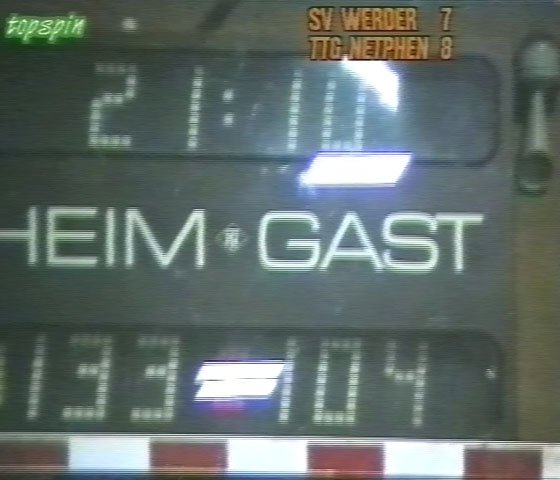 topspin
SV WERDER 7
TTG NETPHEN 8
21:10
HEIM GAST
133 104